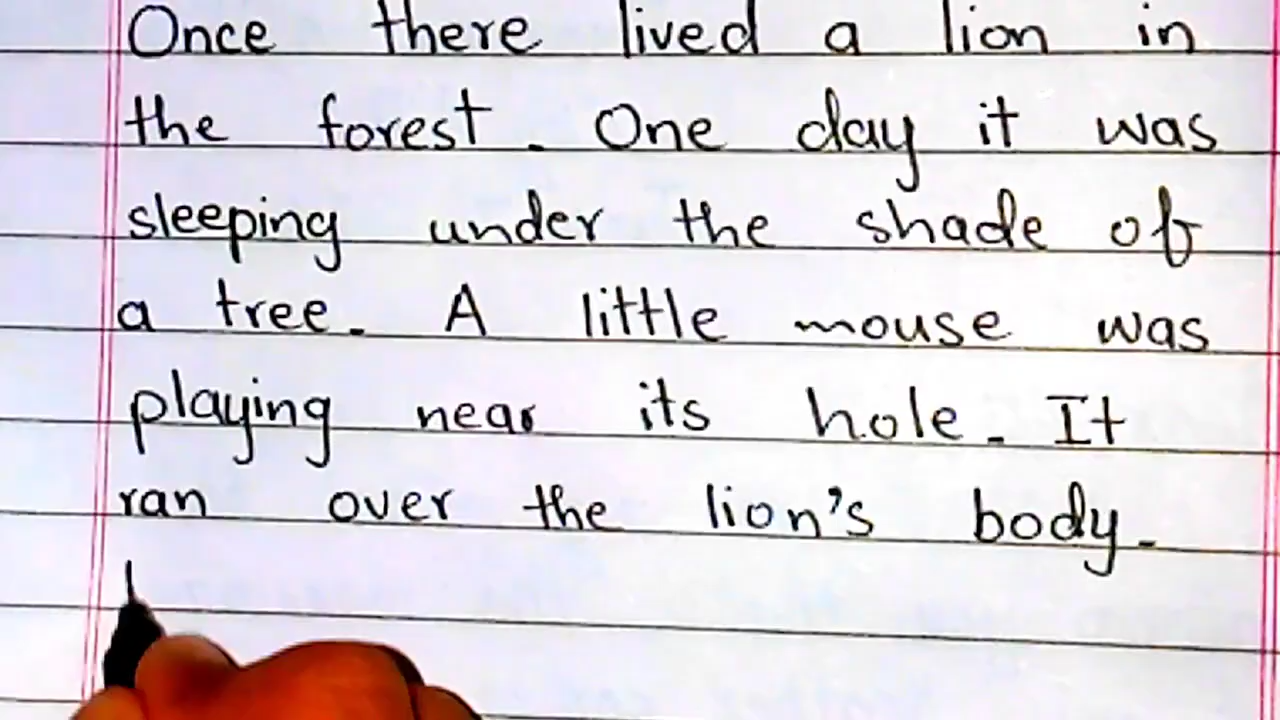 Once there lived a lion in
the forest. One day it was
sleeping under the shade of
a tree. A little mouse was
playing near its hole. It
ran over the lion's body.